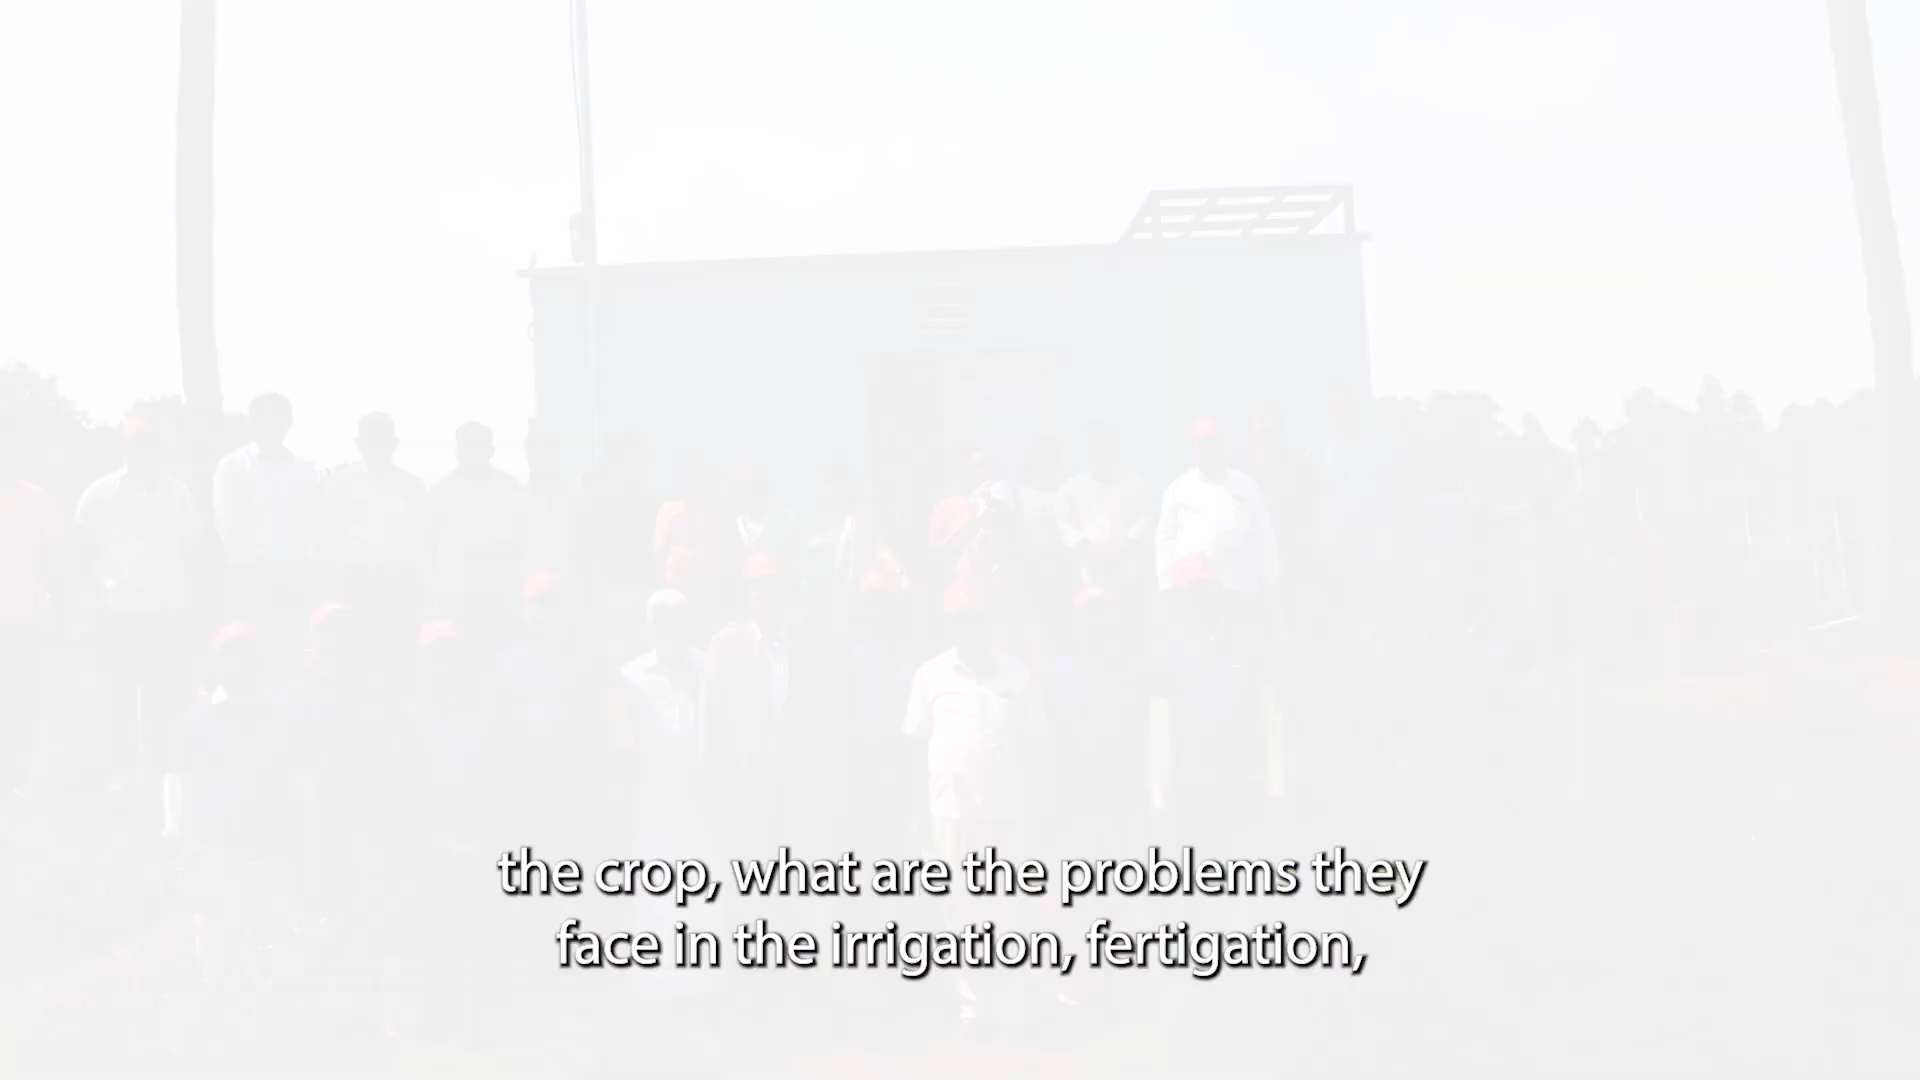 the crop, what are the problems they
face in the irrigation, fertigation,